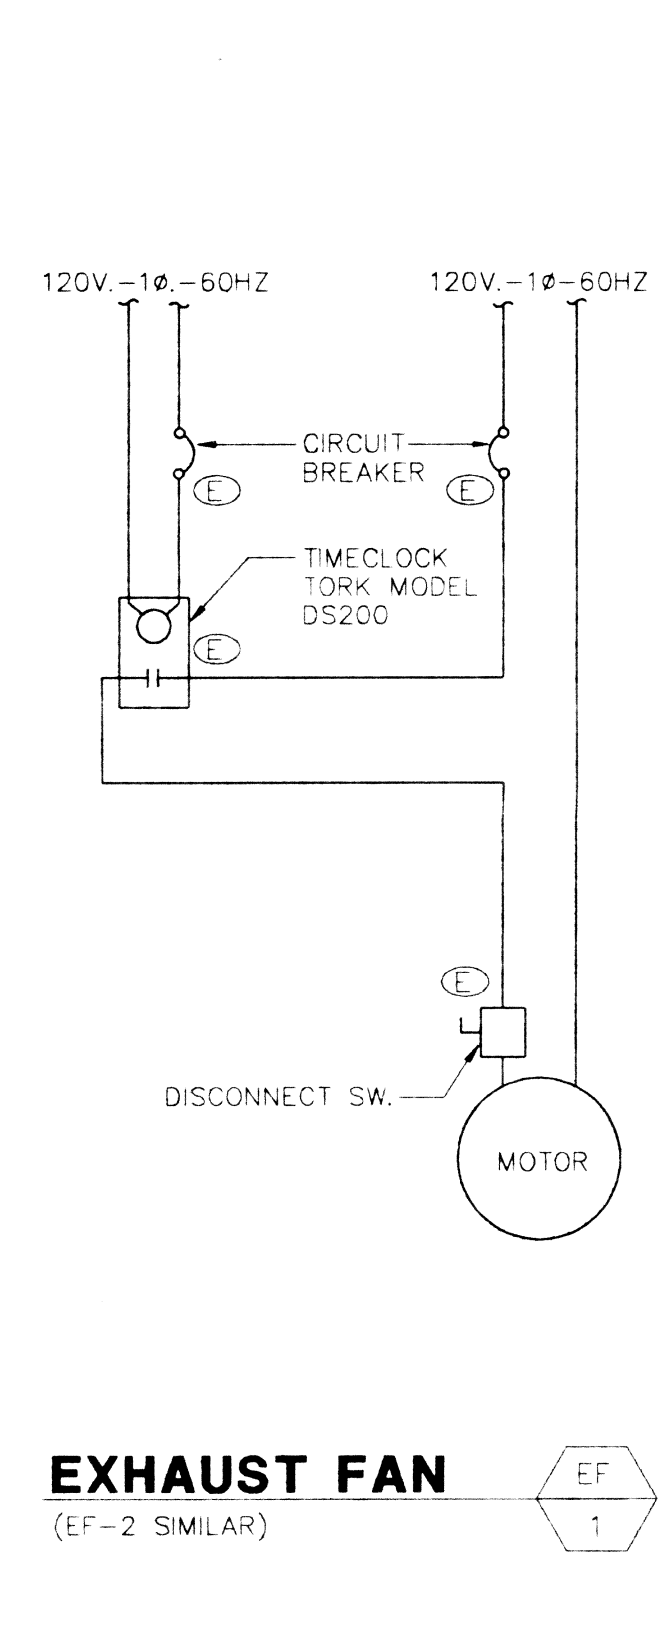 120V.-1ø.-60HZ
120V.-1ø-60HZ
CIRCUIT
BREAKER
E
E
TIMECLOCK
TORK MODEL
DS200
E
E
DISCONNECT SW.
MOTOR
EXHAUST FAN
(EF-2 SIMILAR)
EF
1